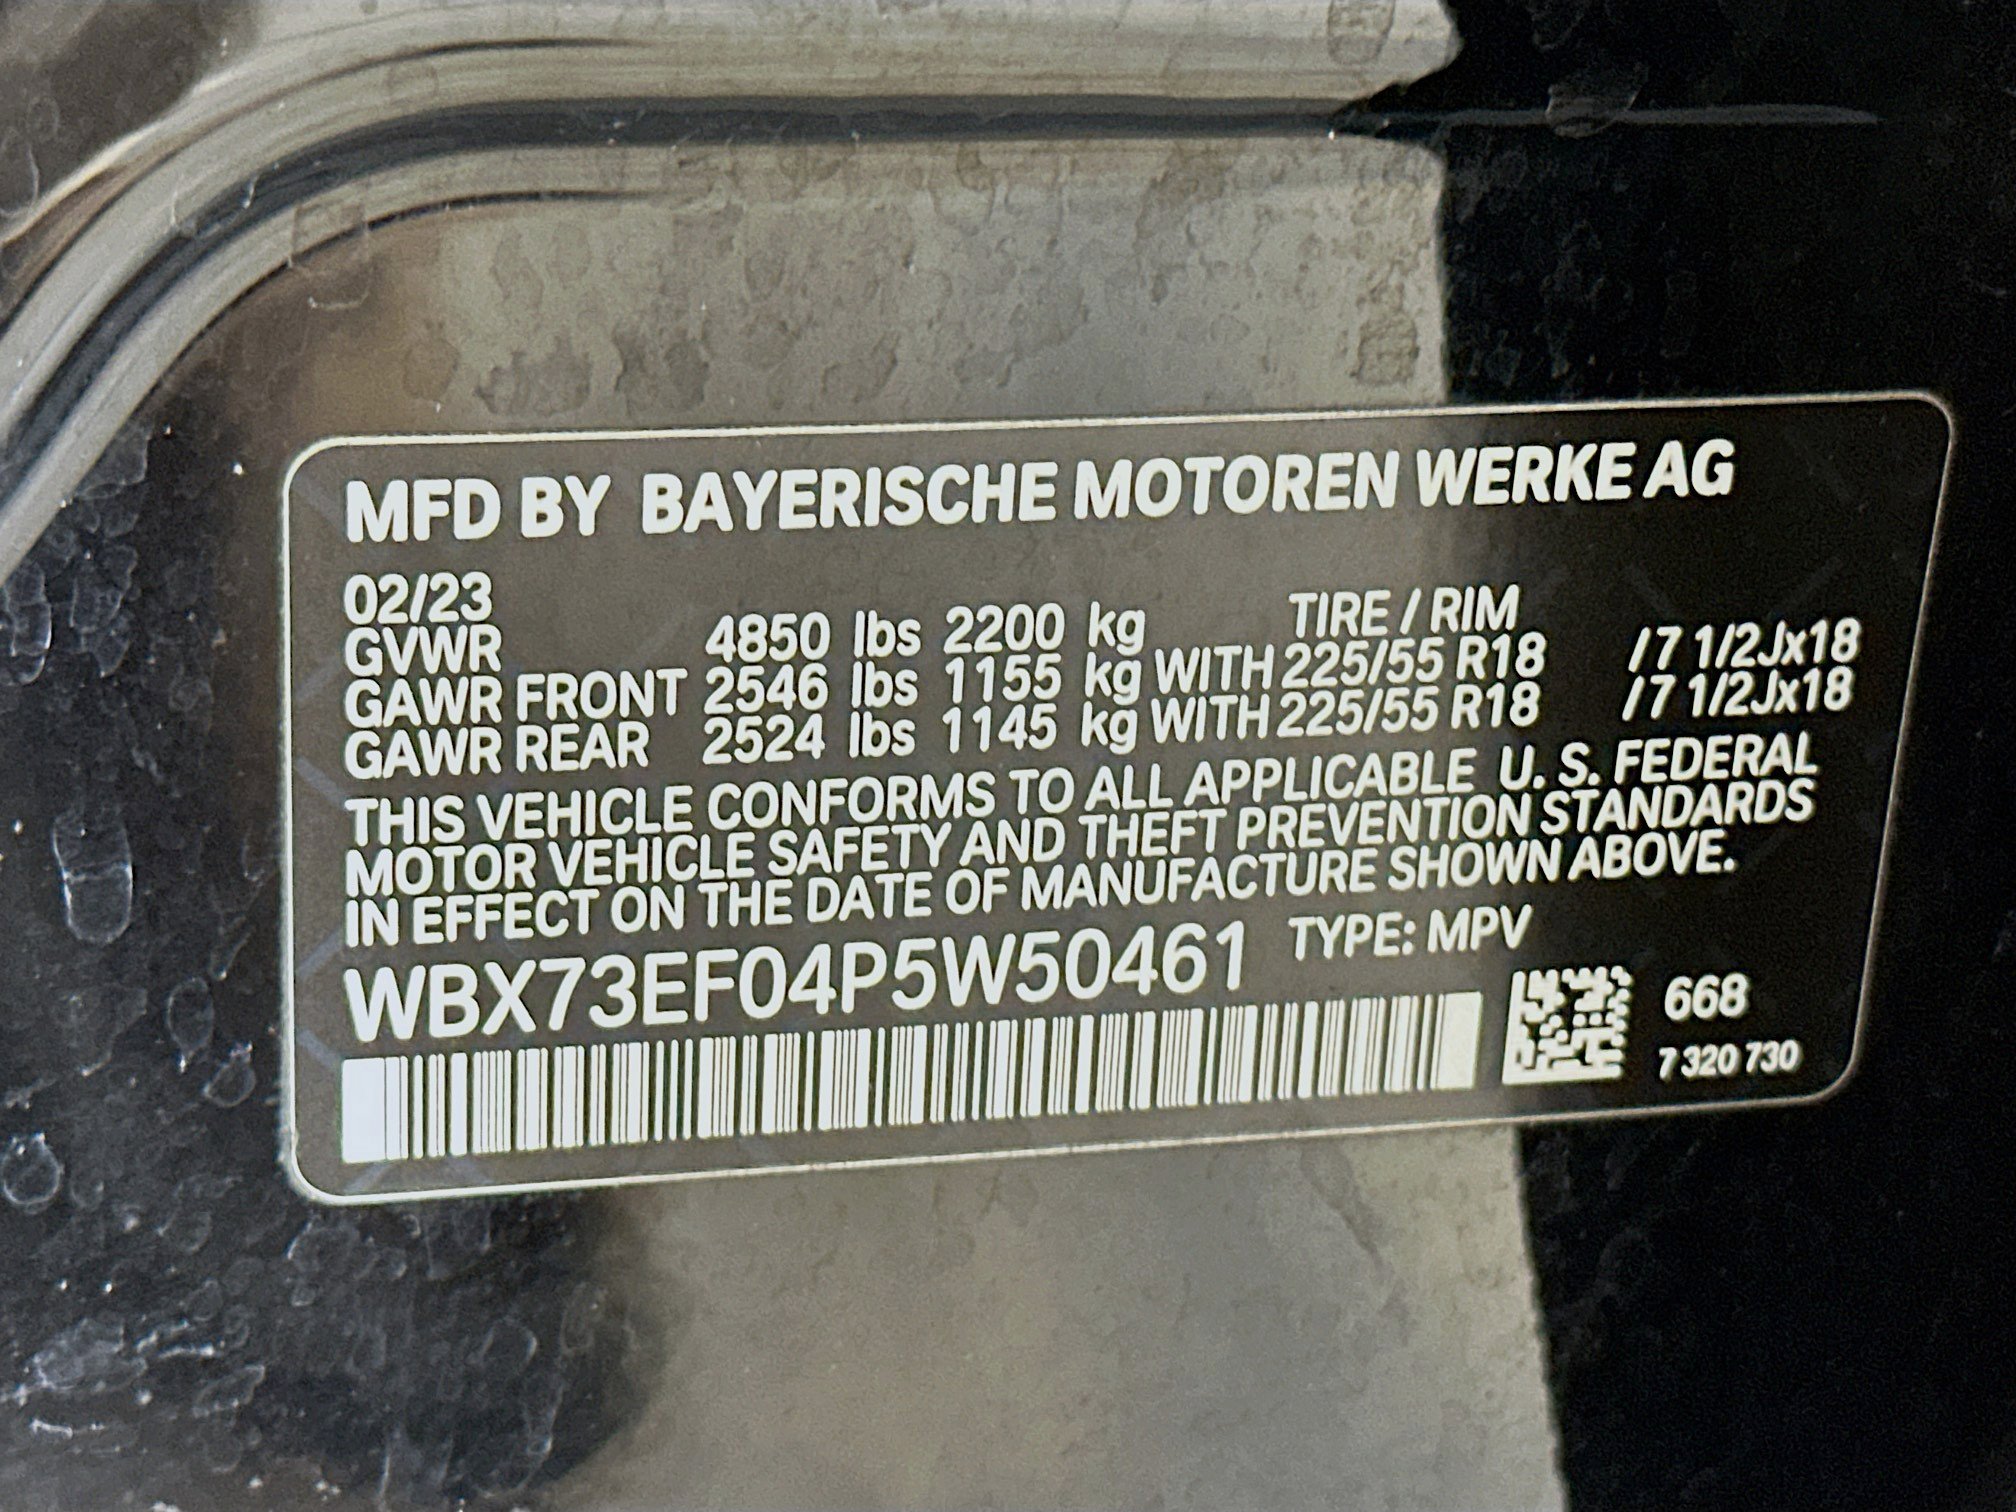 MFD BY BAYERISCHE MOTOREN WERKE AG
02/23
GVWR 4850 lbs 2200 kg TIRE / RIM
GAWR FRONT 2546 lbs 1155 kg WITH 225/55 R18 / 7 1/2Jx18
GAWR REAR 2524 lbs 1145 kg WITH 225/55 R18 / 7 1/2Jx18
THIS VEHICLE CONFORMS TO ALL APPLICABLE U. S. FEDERAL
MOTOR VEHICLE SAFETY AND THEFT PREVENTION STANDARDS
IN EFFECT ON THE DATE OF MANUFACTURE SHOWN ABOVE.
WBX73EF04P5W50461 TYPE: MPV
668
7 320 730